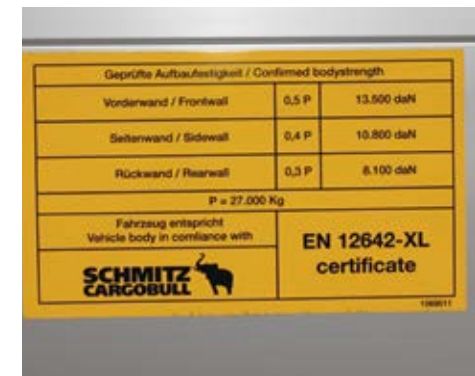 Geprüfte Aufbaufestigkeit / Confirmed bodystrength
Vorderwand / Frontwall 0,5 P 13.500 daN
Seitenwand / Sidewall 0,4 P 10.800 daN
Rückwand / Rearwall 0,3 P 8.100 daN
P = 27.000 Kg
Fahrzeug entspricht
Vehicle body in comliance with
EN 12642-XL
certificate
SCHMITZ
CARGOBULL